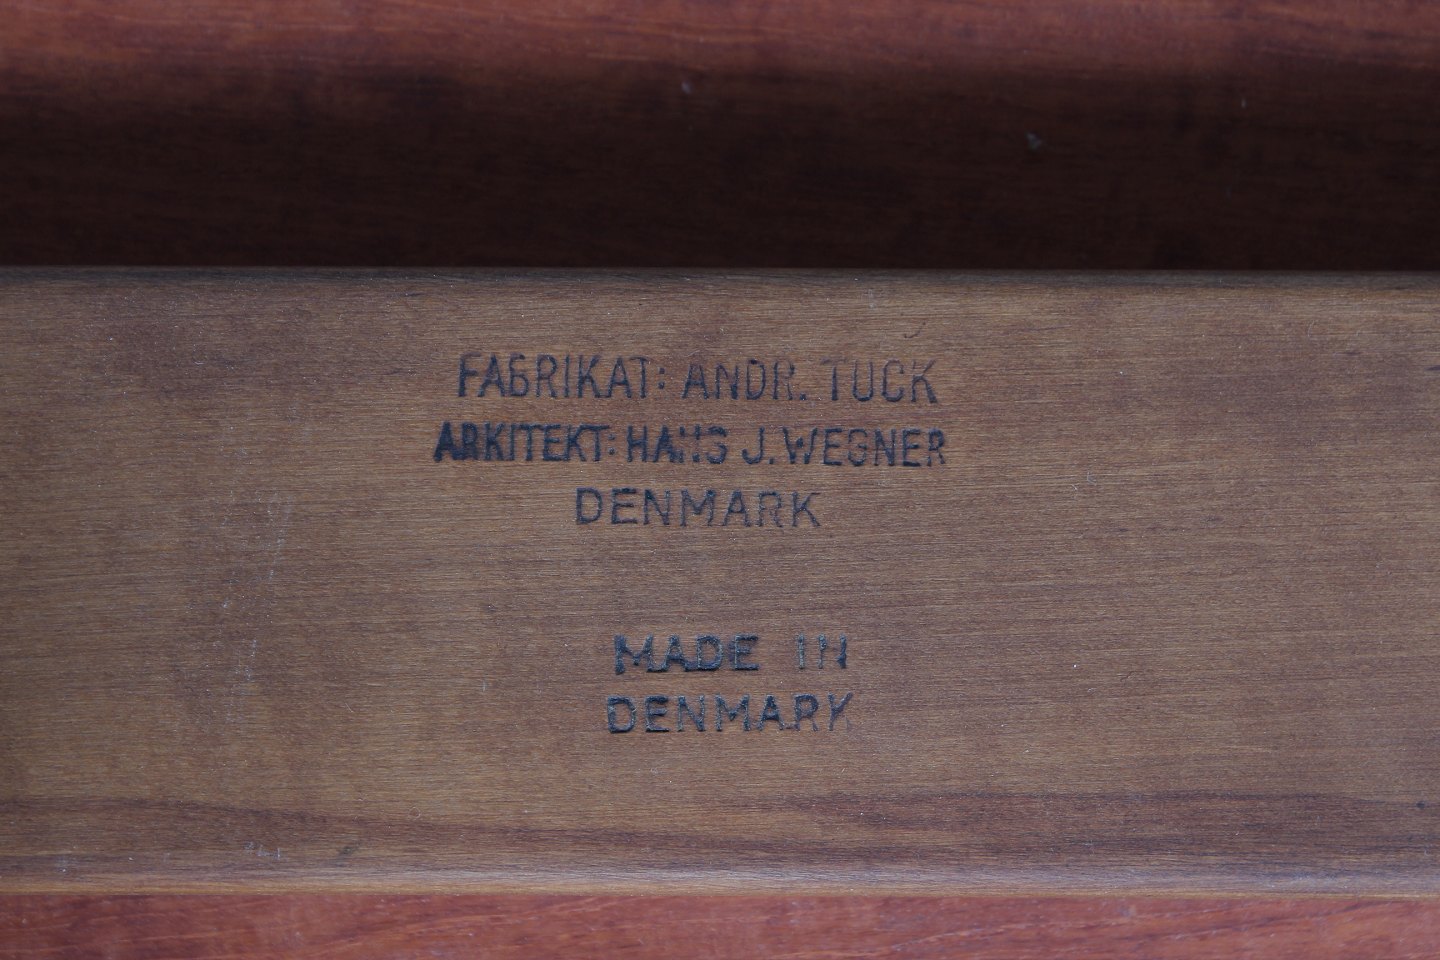 FABRIKAT: ANDR. TUCK
ARKITEKT: HANS J. WEGNER
DENMARK
MADE IN
DENMARK